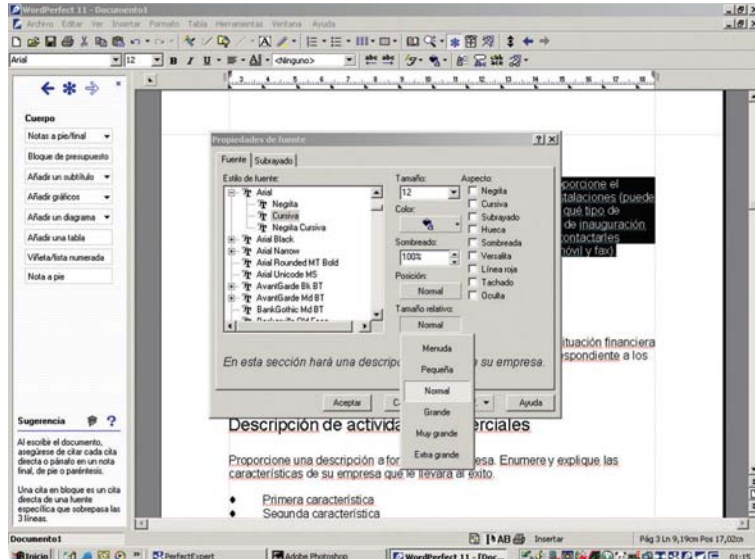 WordPerfect 11 - Documento1
Archivo Editar Ver Insertar Formato Tabla Herramientas Ventana Ayuda
Arial 12 <Ninguno>
Cuerpo
Notas a pie/final
Bloque de presupuesto
Añadir un subtítulo
Añadir gráficos
Añadir un diagrama
Añadir una tabla
Viñeta/lista numerada
Nota a pie
Sugerencia
Al escribir el documento,
asegúrese de citar cada cita
directa o párrafo en un nota
final, de pie o paréntesis.
Una cita en bloque es un cita
directa de una fuente
específica que sobrepasa las
3 líneas.
Propiedades de fuente
Fuente Subrayado
Estilo de fuente:
Arial
Negrita
Cursiva
Negrita Cursiva
Arial Black
Arial Narrow
Arial Rounded MT Bold
Arial Unicode MS
AvantGarde Bk BT
AvantGarde Md BT
BankGothic Md BT
Tamaño:
12
Color:
Sombreado:
100%
Posición:
Normal
Tamaño relativo:
Normal
Aspecto:
Negrita
Cursiva
Subrayado
Hueca
Sombreada
Versalita
Línea roja
Tachado
Oculta
Menuda
Pequeña
Normal
Grande
Muy grande
Extra grande
En esta sección hará una descrip su empresa.
Aceptar C Ayuda
porcione el
stalaciones (puede
qué tipo de
de inauguración,
contactarles
móvil y fax)
ituación financiera
espondiente a los
Descripción de activida erciales
Proporcione una descripción a for esa. Enumere y explique las
características de su empresa que le llevará al éxito.
Primera característica
Segunda característica
Documento1 AB Insertar Pág 3 Ln 9,19cm Pos 17,02cm
Inicio PerfectExpert Adobe Photoshop WordPerfect 11 - [Doc... 01:15